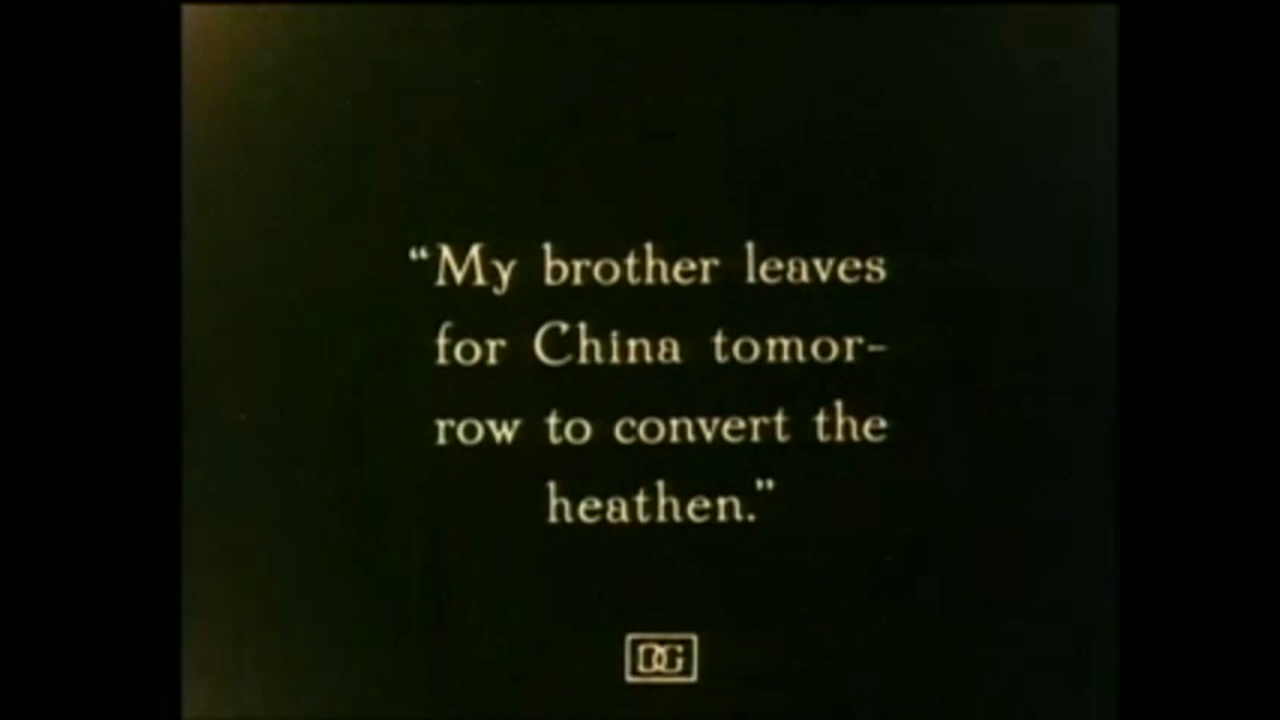 “My brother leaves
for China tomor-
row to convert the
heathen.”
DG